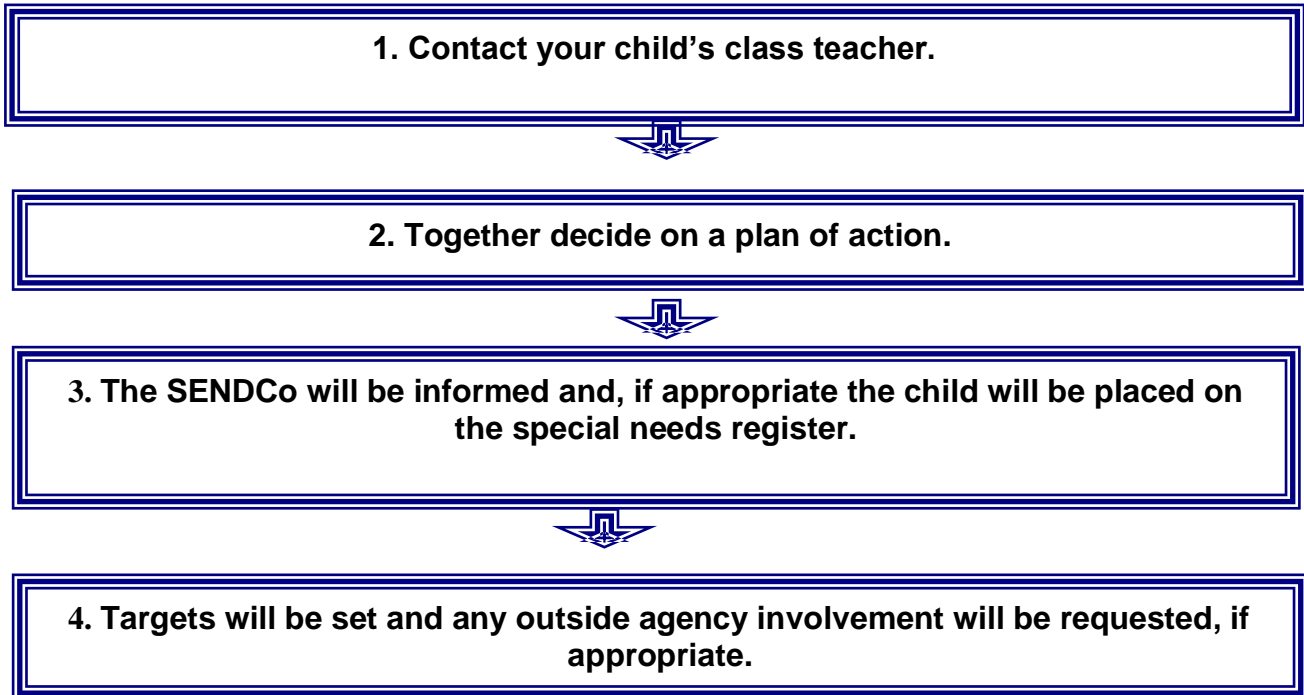 1. Contact your child’s class teacher.
2. Together decide on a plan of action.
3. The SENDCo will be informed and, if appropriate the child will be placed on
the special needs register.
4. Targets will be set and any outside agency involvement will be requested, if
appropriate.